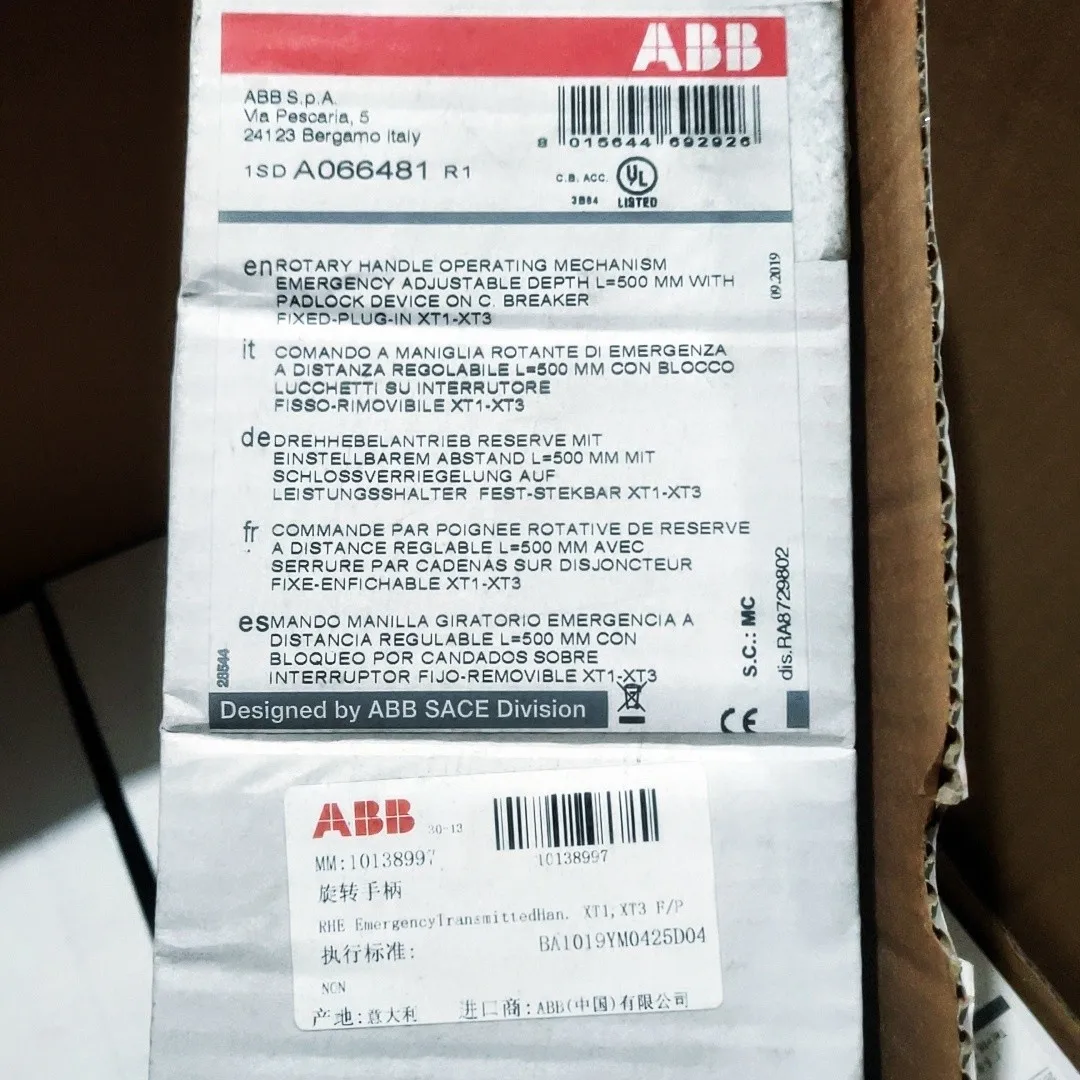 ABB
ABB S.p.A.
Via Pescaria, 5
24123 Bergamo Italy
1SD A066481 R1
8 015644 692926
C.B. ACC.
3B84
UL
LISTED
09.2019
en ROTARY HANDLE OPERATING MECHANISM
EMERGENCY ADJUSTABLE DEPTH L=500 MM WITH
PADLOCK DEVICE ON C. BREAKER
FIXED-PLUG-IN XT1-XT3
it COMANDO A MANIGLIA ROTANTE DI EMERGENZA
A DISTANZA REGOLABILE L=500 MM CON BLOCCO
LUCCHETTI SU INTERRUTORE
FISSO-RIMOVIBILE XT1-XT3
de DREHHEBELANTRIEB RESERVE MIT
EINSTELLBAREM ABSTAND L=500 MM MIT
SCHLOSSVERRIEGELUNG AUF
LEISTUNGSSHALTER FEST-STEKBAR XT1-XT3
fr COMMANDE PAR POIGNEE ROTATIVE DE RESERVE
A DISTANCE REGLABLE L=500 MM AVEC
SERRURE PAR CADENAS SUR DISJONCTEUR
FIXE-ENFICHABLE XT1-XT3
es MANDO MANILLA GIRATORIO EMERGENCIA A
DISTANCIA REGULABLE L=500 MM CON
BLOQUEO POR CANDADOS SOBRE
INTERRUPTOR FIJO-REMOVIBLE XT1-XT3
28544
S.C.: MC
dis.RA8729802
Designed by ABB SACE Division
CE
ABB 30-13
MM:10138997
10138997
旋转手柄
RHE EmergencyTransmittedHan. XT1,XT3 F/P
执行标准:
BA1019YM0425D04
NCN
产地:意大利 进口商:ABB(中国)有限公司